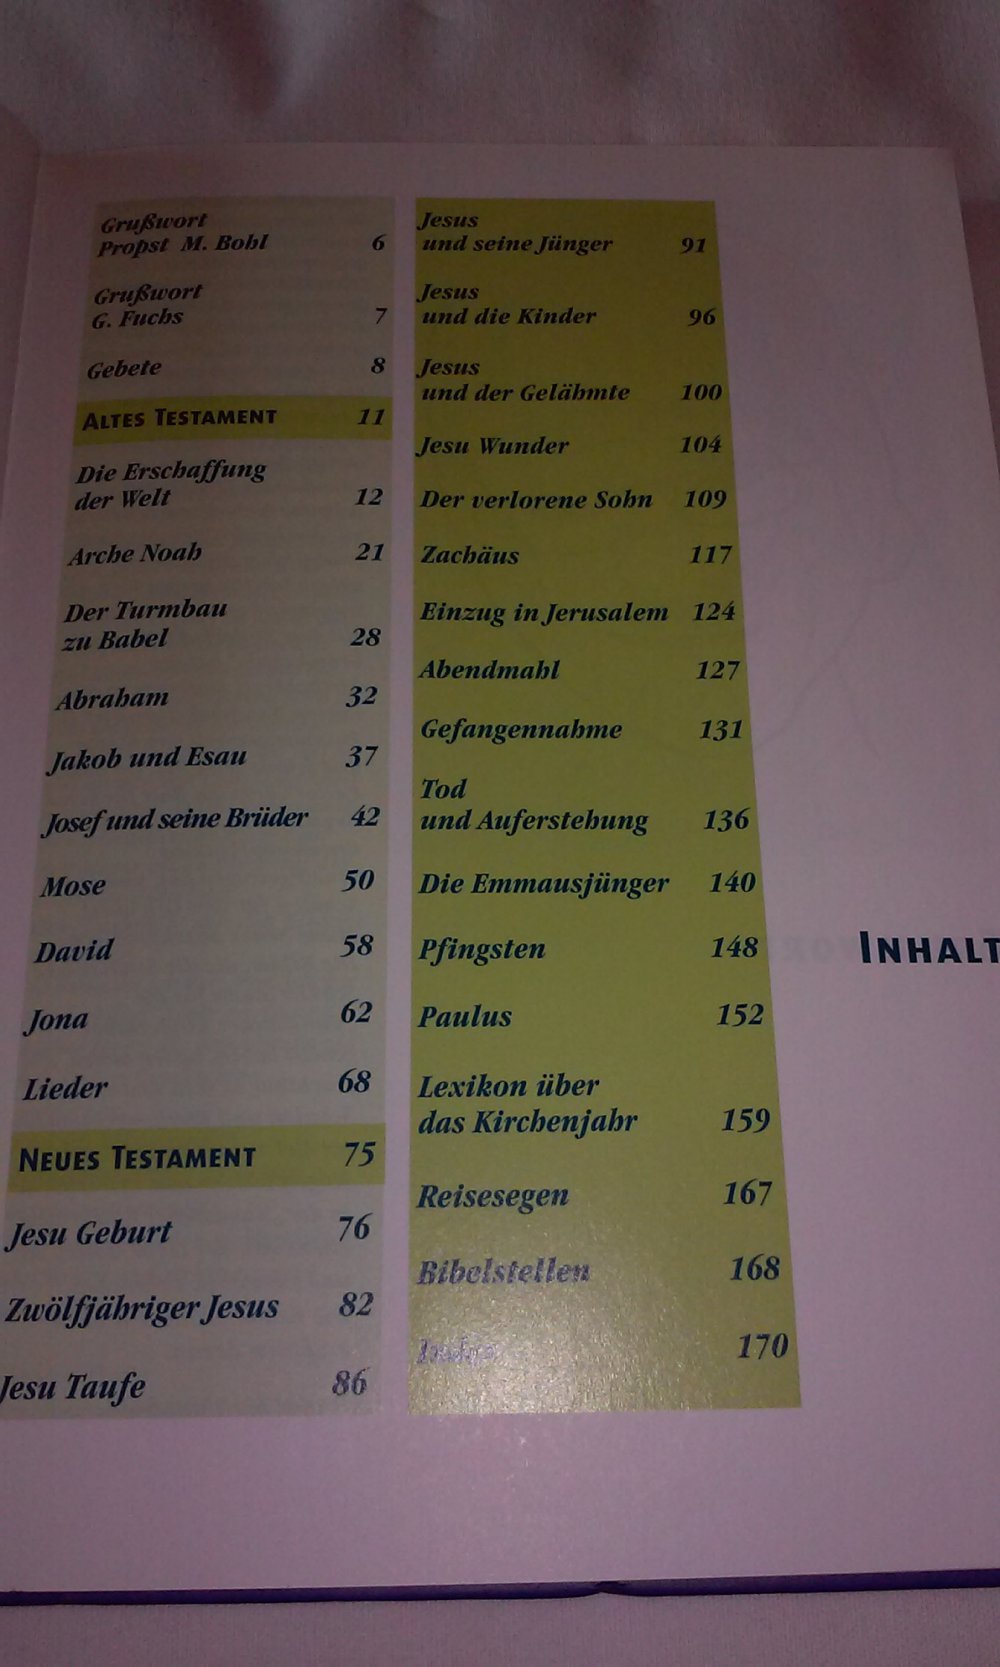 Grußwort
Propst M. Bohl 6
Grußwort
G. Fuchs 7
Gebete 8
ALTES TESTAMENT 11
Die Erschaffung
der Welt 12
Arche Noah 21
Der Turmbau
zu Babel 28
Abraham 32
Jakob und Esau 37
Josef und seine Brüder 42
Mose 50
David 58
Jona 62
Lieder 68
NEUES TESTAMENT 75
Jesu Geburt 76
Zwölfjähriger Jesus 82
Jesu Taufe 86
Jesus
und seine Jünger 91
Jesus
und die Kinder 96
Jesus
und der Gelähmte 100
Jesu Wunder 104
Der verlorene Sohn 109
Zachäus 117
Einzug in Jerusalem 124
Abendmahl 127
Gefangennahme 131
Tod
und Auferstehung 136
Die Emmausjünger 140
Pfingsten 148
Paulus 152
Lexikon über
das Kirchenjahr 159
Reisesegen 167
Bibelstellen 168
Index 170
INHALT